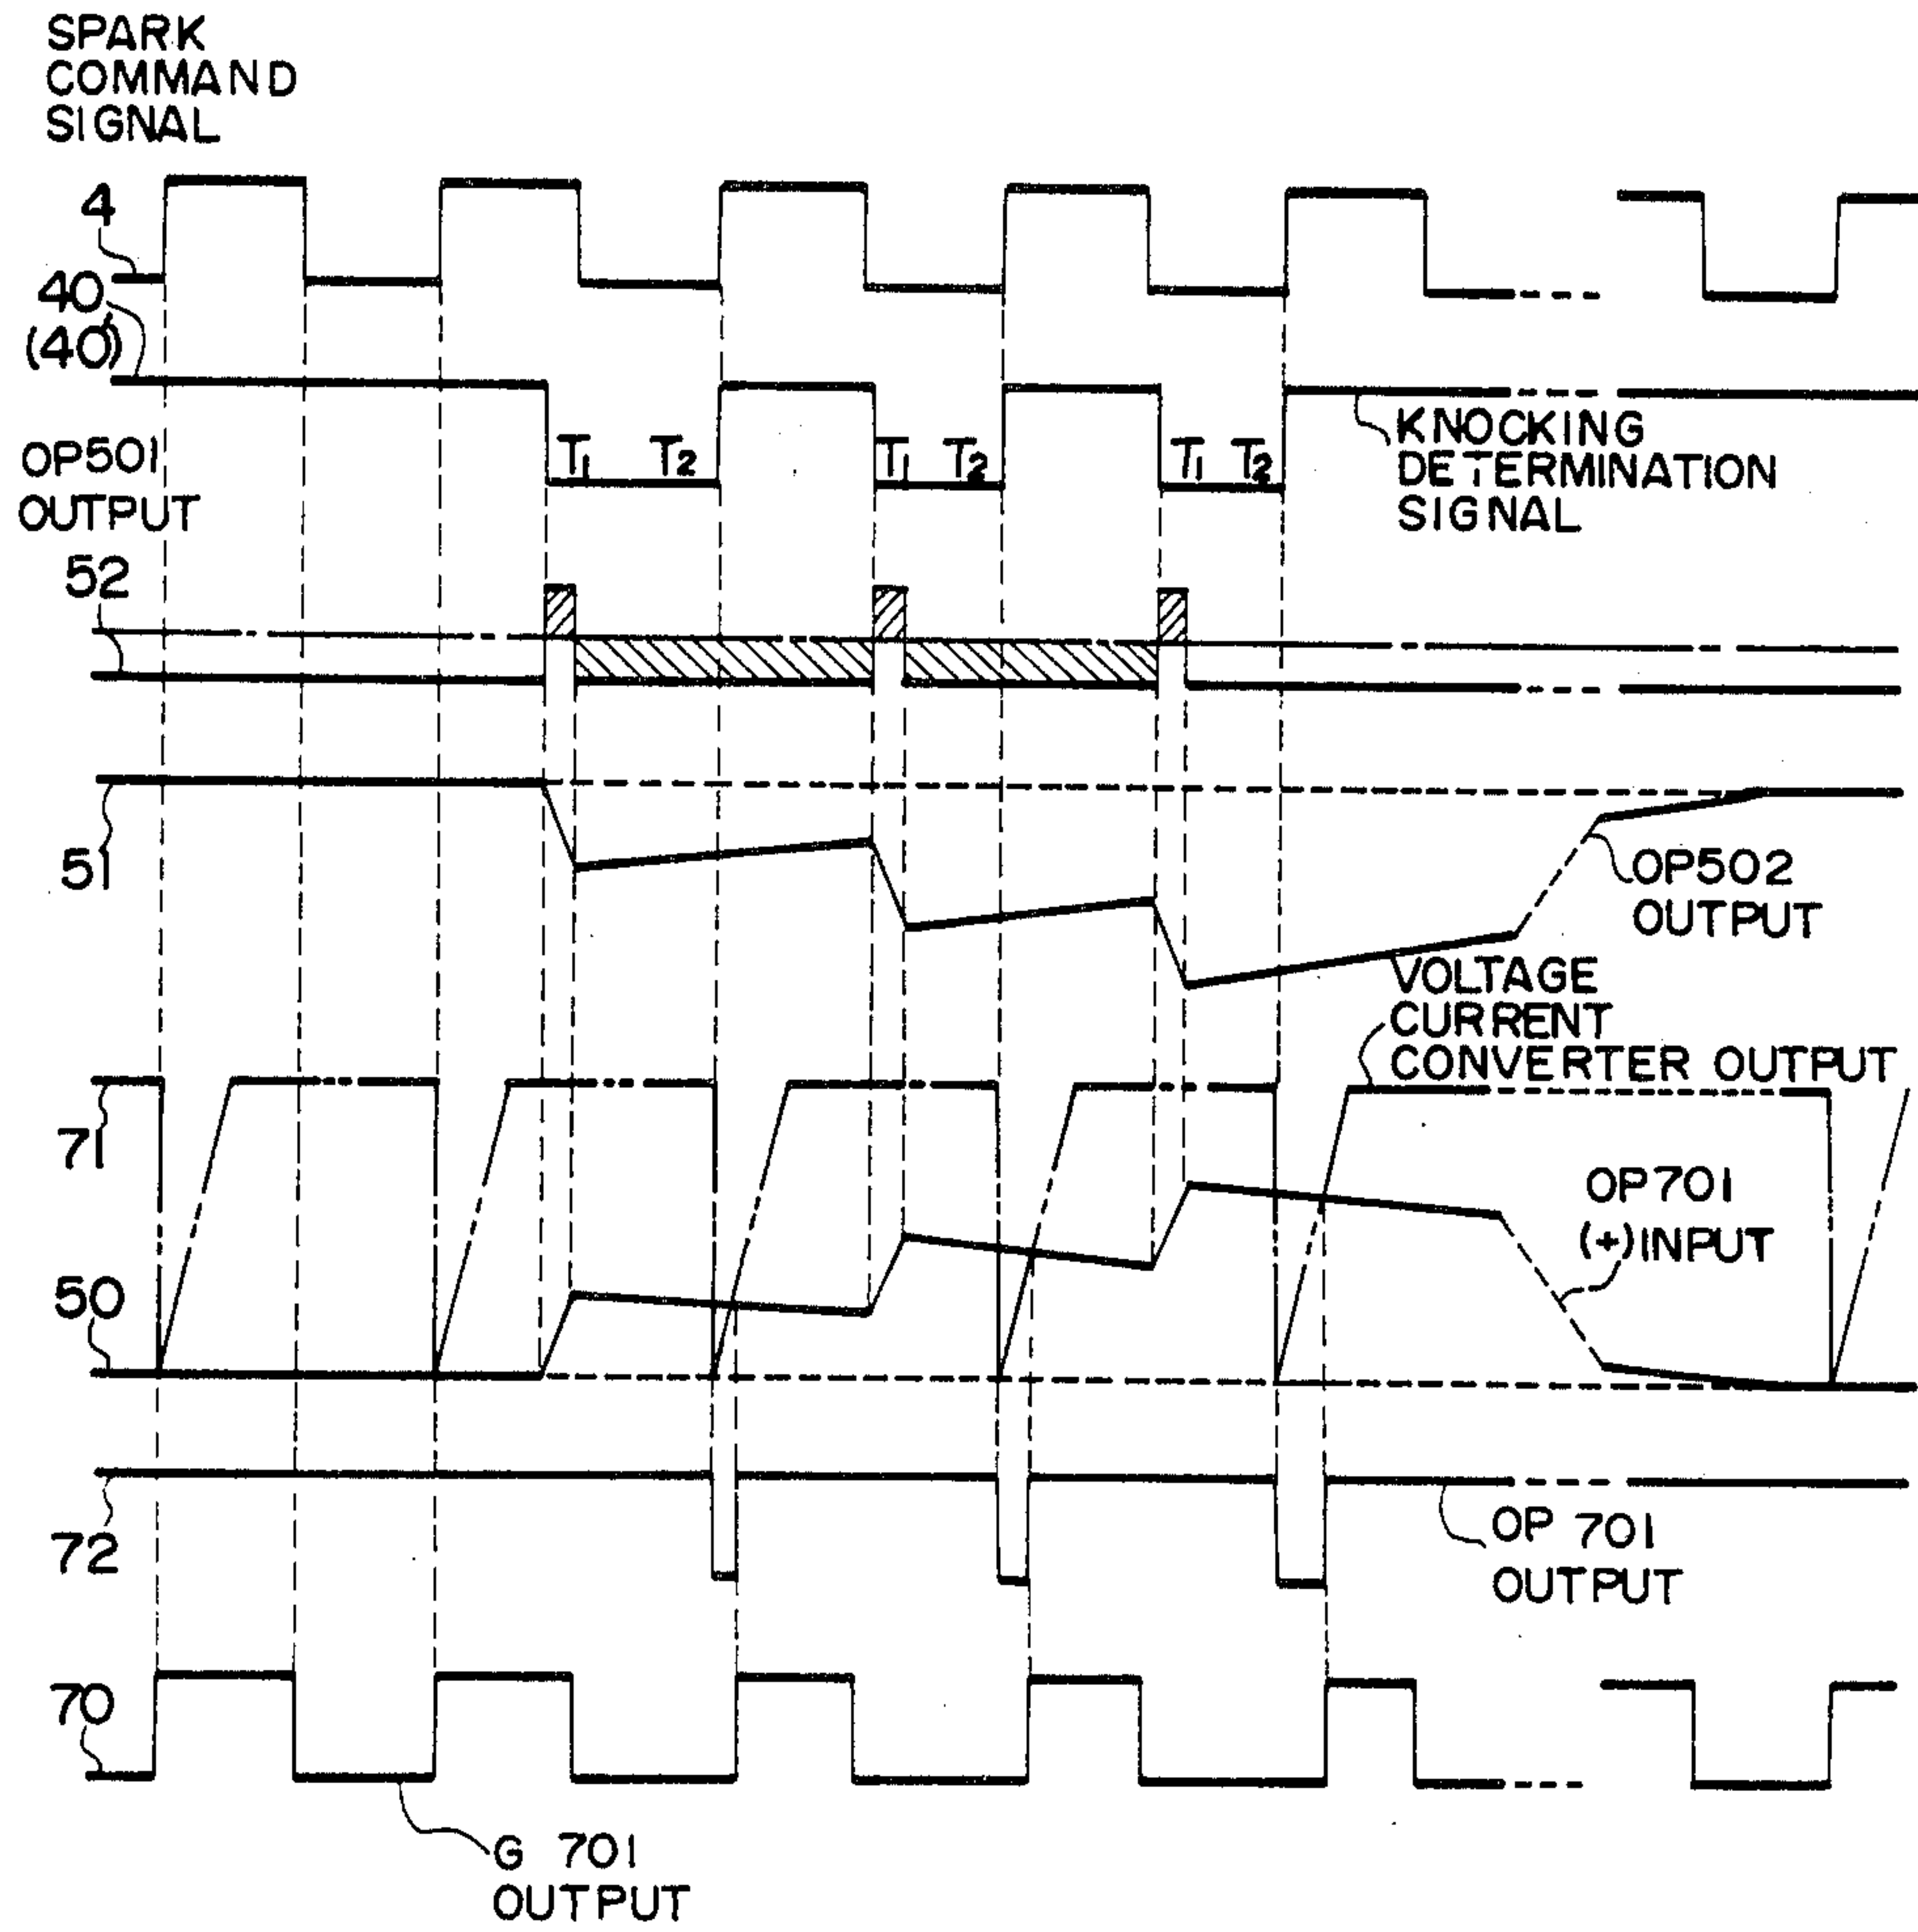 SPARK
COMMAND
SIGNAL
4
40
(40')
T1 T2 T1 T2 T1 T2
KNOCKING
DETERMINATION
SIGNAL
OP501
OUTPUT
52
51
OP502
OUTPUT
VOLTAGE
CURRENT
CONVERTER OUTPUT
71
OP701
(+)INPUT
50
72
OP 701
OUTPUT
70
G 701
OUTPUT